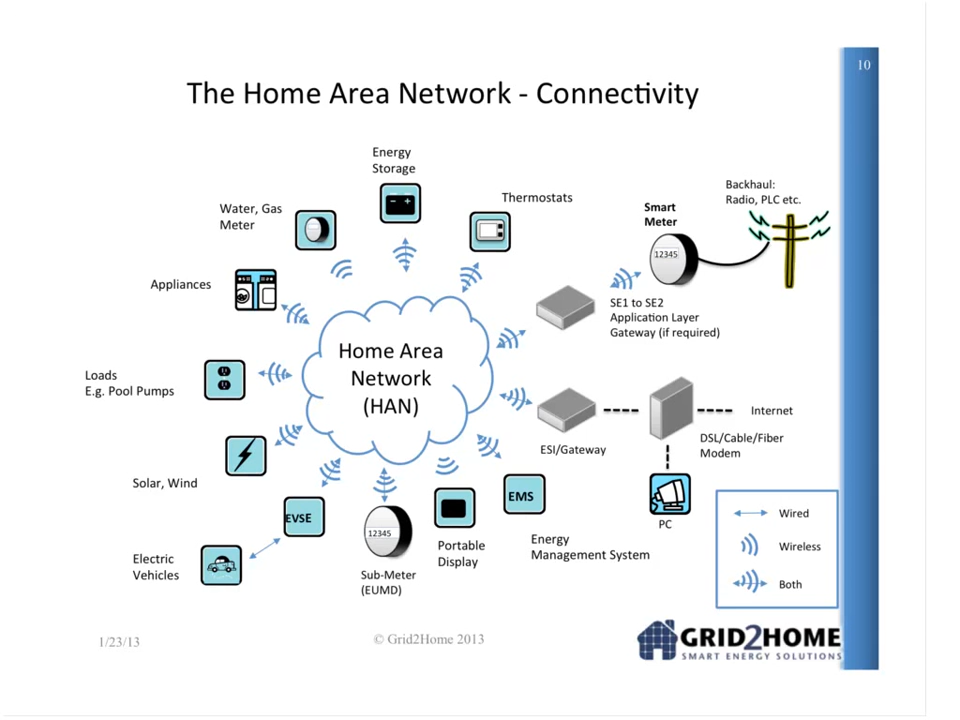 10
The Home Area Network - Connectivity
Energy
Storage
Water, Gas
Meter
Thermostats
Smart
Meter
12345
Backhaul:
Radio, PLC etc.
Appliances
SE1 to SE2
Application Layer
Gateway (if required)
Home Area
Network
(HAN)
Loads
E.g. Pool Pumps
ESI/Gateway
Internet
DSL/Cable/Fiber
Modem
Solar, Wind
EVSE
12345
EMS
PC
Electric
Vehicles
Sub-Meter
(EUMD)
Portable
Display
Energy
Management System
Wired
Wireless
Both
1/23/13
© Grid2Home 2013
GRID2HOME
SMART ENERGY SOLUTIONS